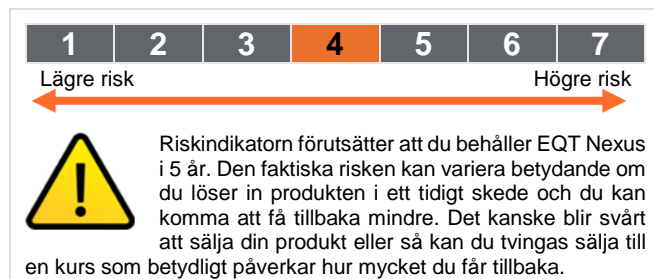 1 2 3 4 5 6 7
Lägre risk Högre risk
Riskindikatorn förutsätter att du behåller EQT Nexus
i 5 år. Den faktiska risken kan variera betydande om
du löser in produkten i ett tidigt skede och du kan
komma att få tillbaka mindre. Det kanske blir svårt
att sälja din produkt eller så kan du tvingas sälja till
en kurs som betydligt påverkar hur mycket du får tillbaka.